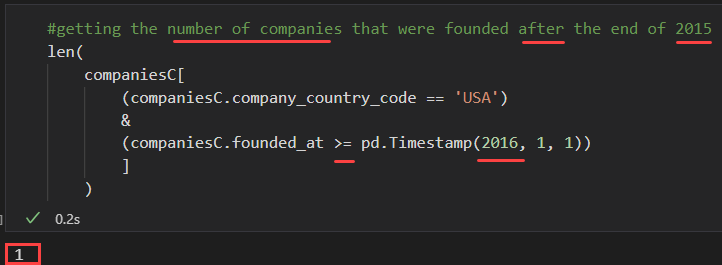 #getting the number of companies that were founded after the end of 2015
len(
companiesC[
(companiesC.company_country_code == 'USA')
&
(companiesC.founded_at >= pd.Timestamp(2016, 1, 1))
]
)
0.2s
1